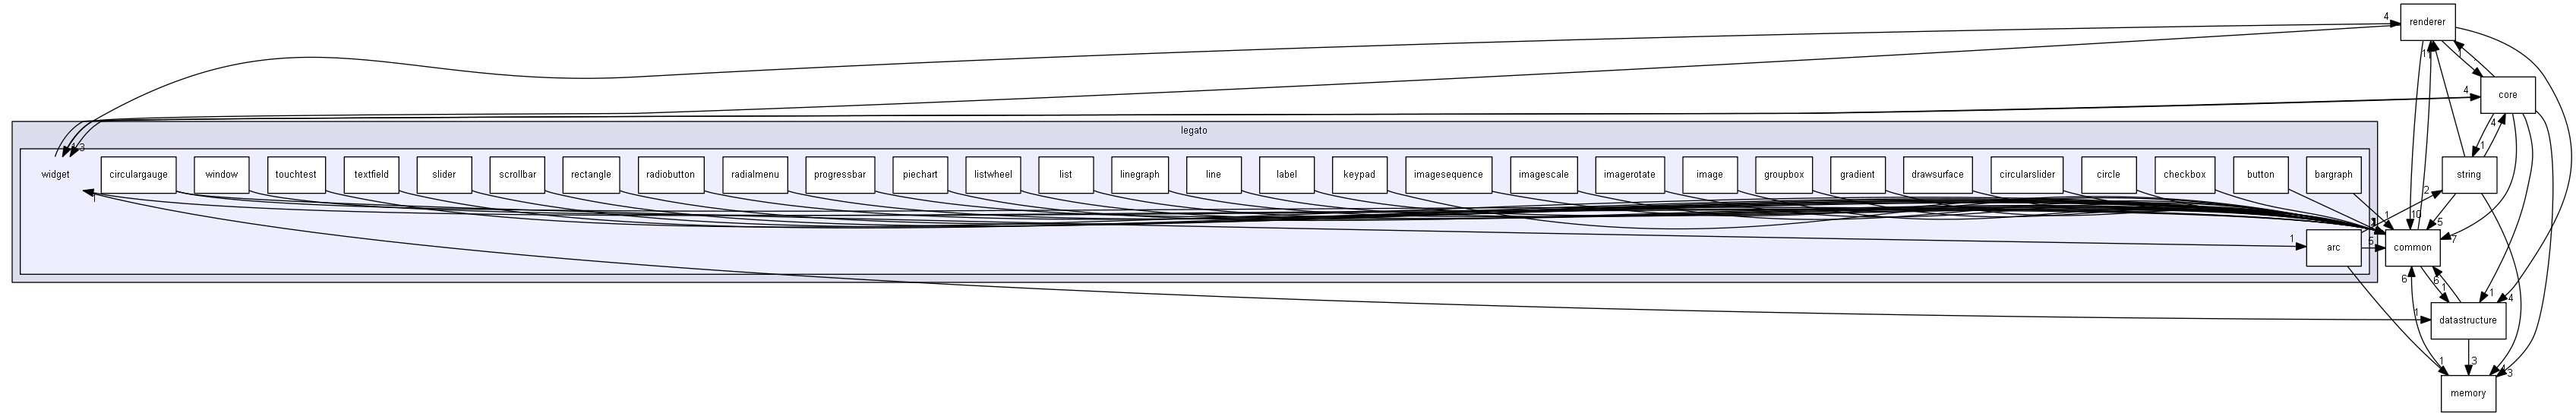 renderer
core
legato
widget
circulargauge
window
touchtest
textfield
slider
scrollbar
rectangle
radiobutton
radialmenu
progressbar
piechart
listwheel
list
linegraph
line
label
keypad
imagesequence
imagescale
imagerotate
image
groupbox
gradient
drawsurface
circularslider
circle
checkbox
button
bargraph
string
arc
common
datastructure
memory
4
4
4
1
3
1
2
10
1
5
7
1
5
6
6
1
1
4
1
3
1
3